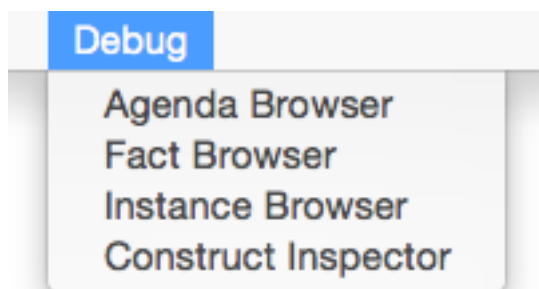 Debug
Agenda Browser
Fact Browser
Instance Browser
Construct Inspector